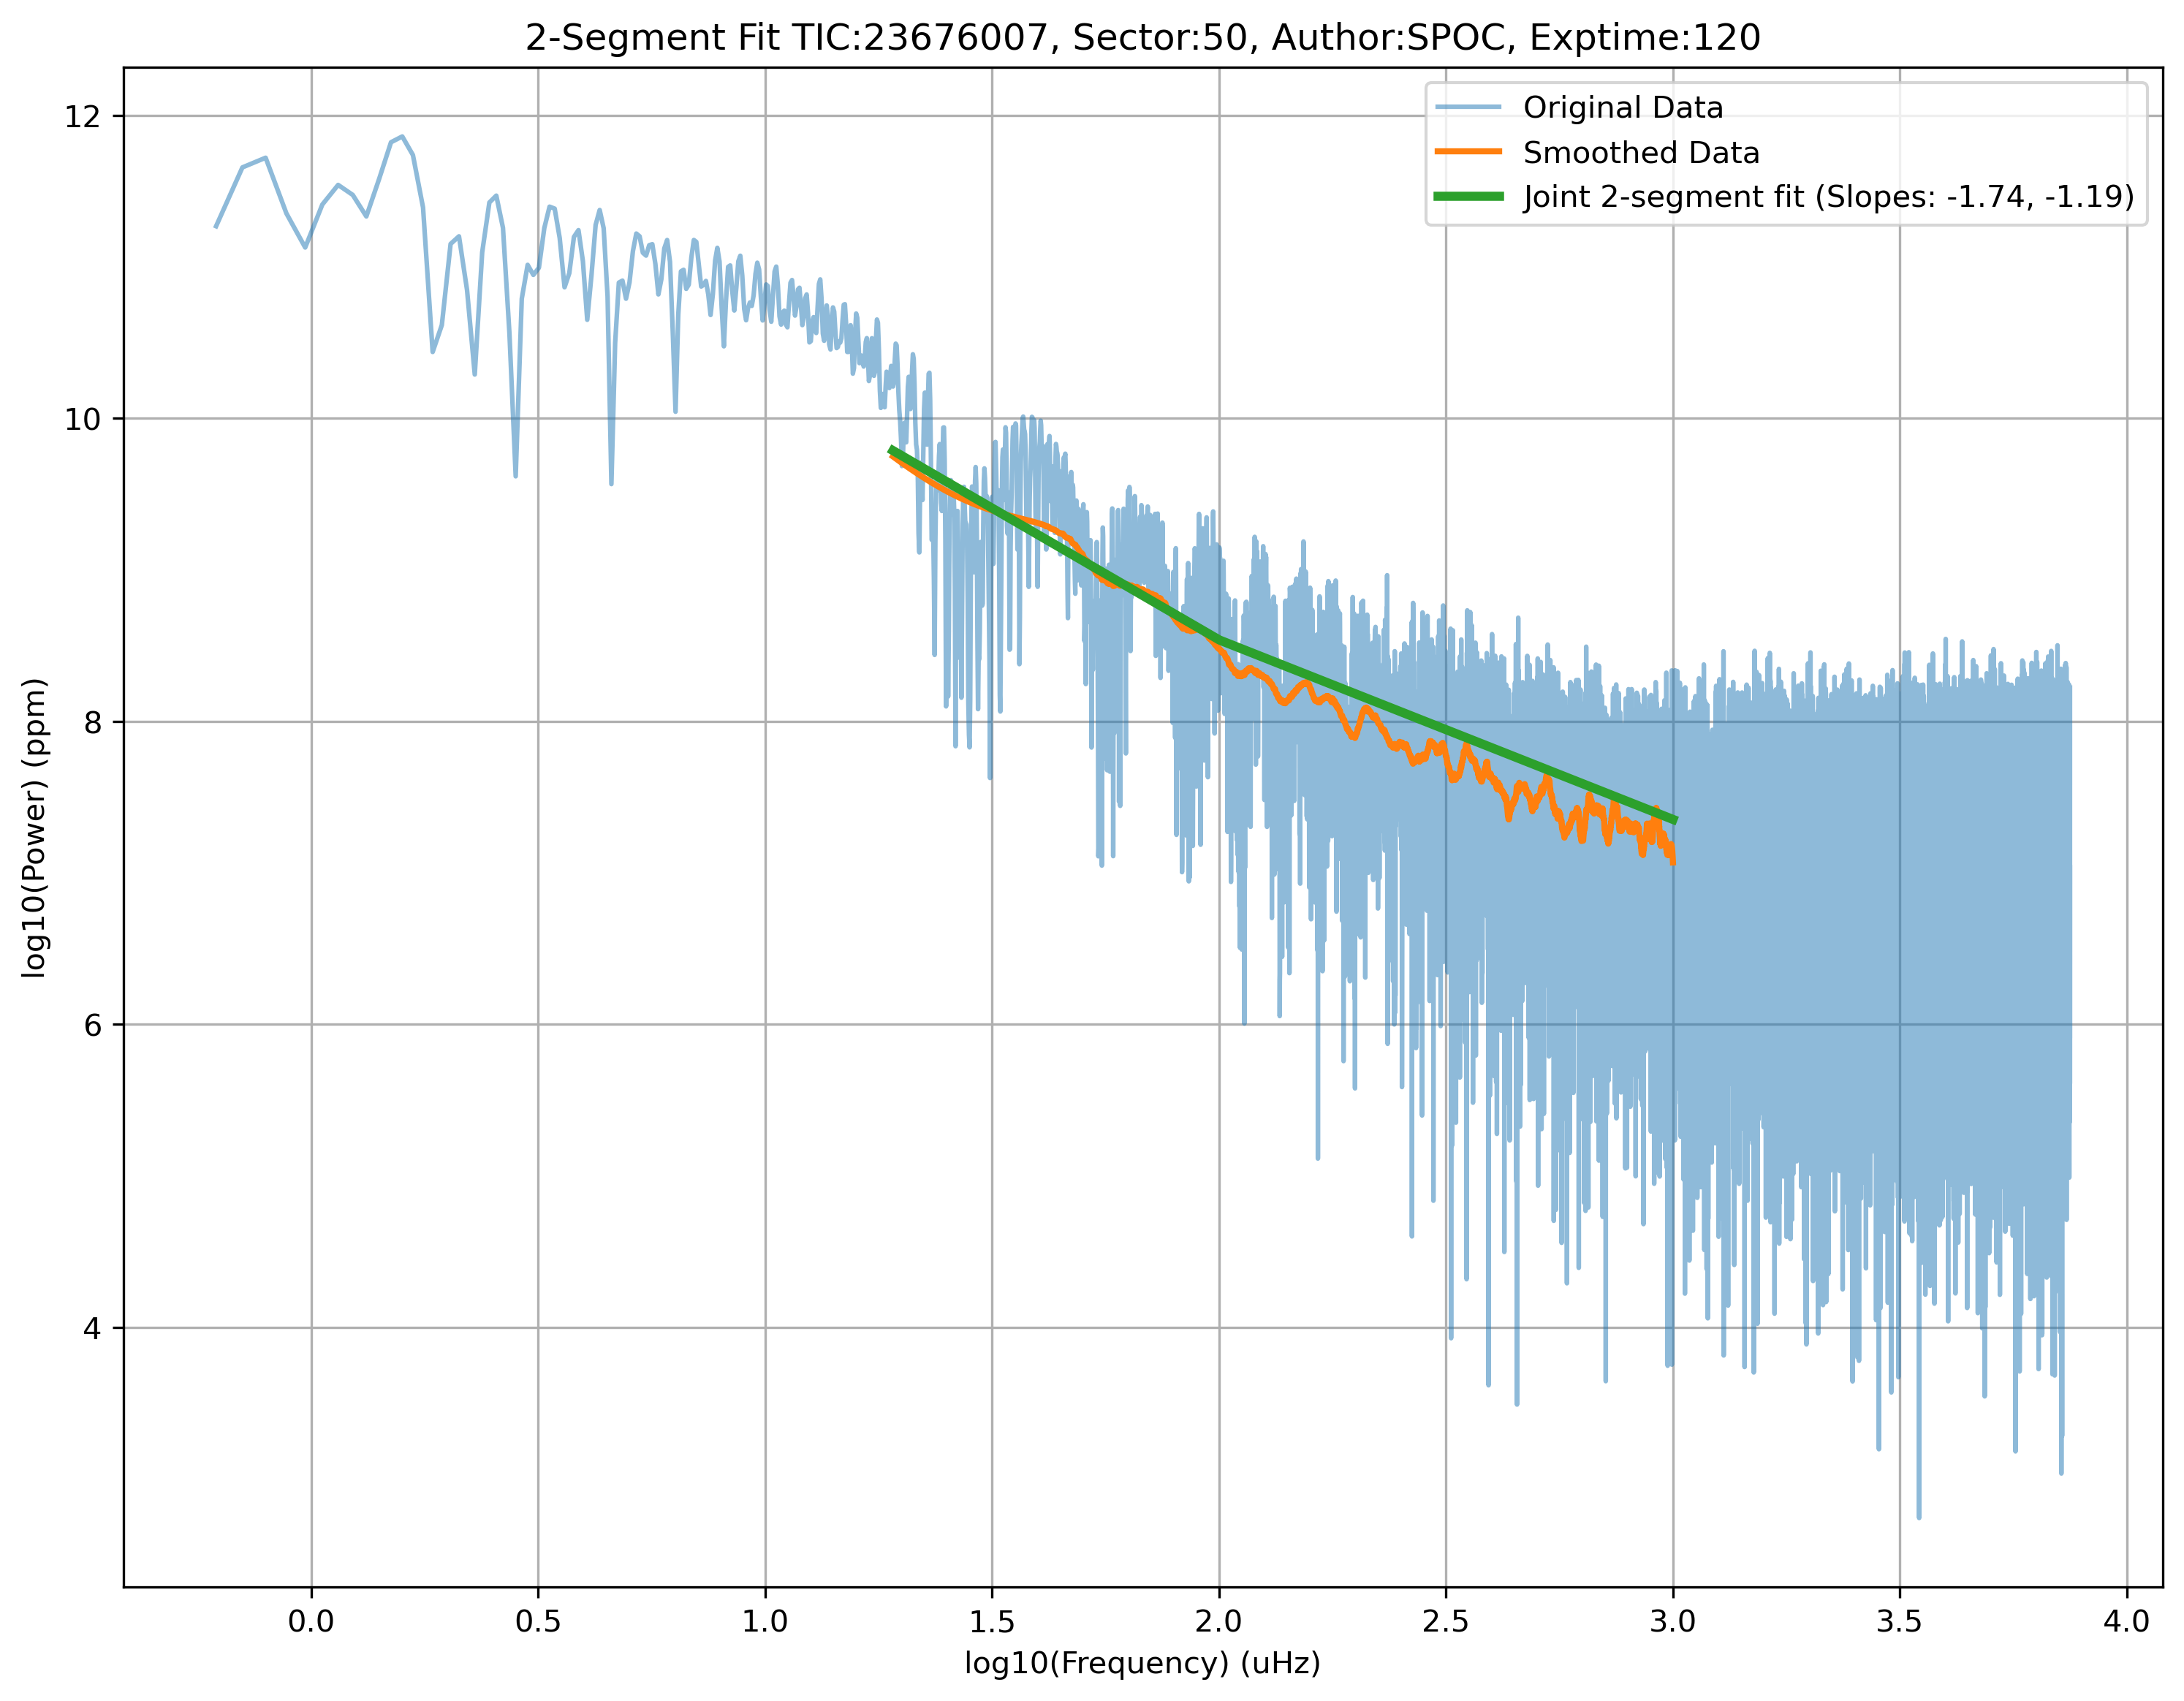 2-Segment Fit TIC:23676007, Sector:50, Author:SPOC, Exptime:120
Original Data
Smoothed Data
Joint 2-segment fit (Slopes: -1.74, -1.19)
log10(Power) (ppm)
12
10
8
6
4
0.0 0.5 1.0 1.5 2.0 2.5 3.0 3.5 4.0
log10(Frequency) (uHz)